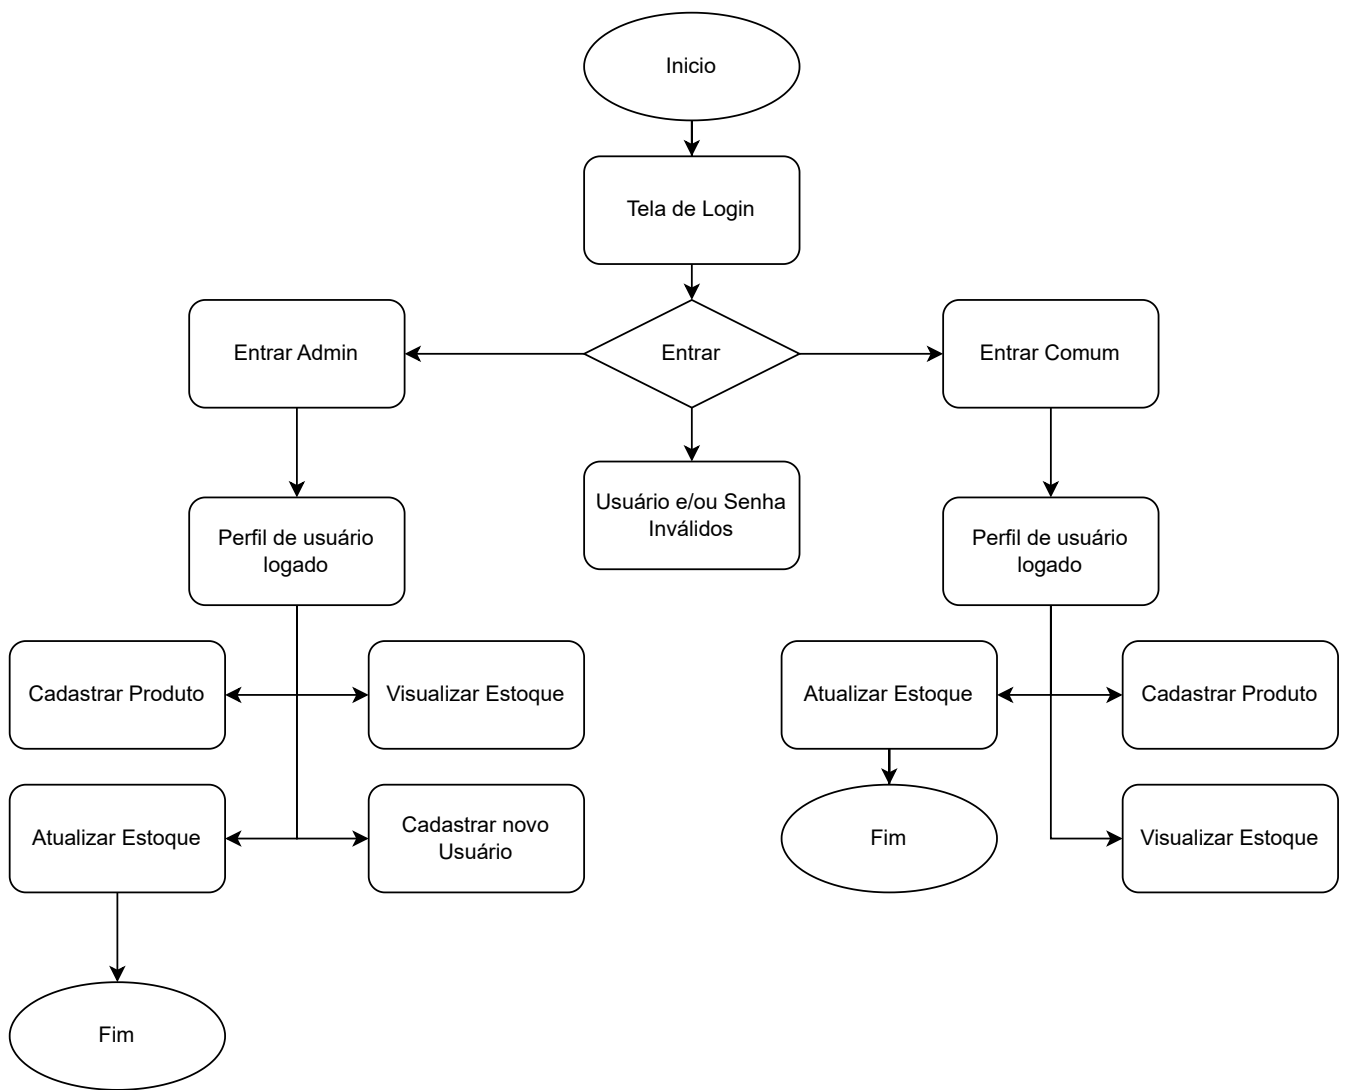 Inicio
Tela de Login
Entrar Admin
Entrar
Entrar Comum
Usuário e/ou Senha
Inválidos
Perfil de usuário
logado
Perfil de usuário
logado
Cadastrar Produto
Visualizar Estoque
Atualizar Estoque
Cadastrar Produto
Atualizar Estoque
Cadastrar novo
Usuário
Fim
Visualizar Estoque
Fim